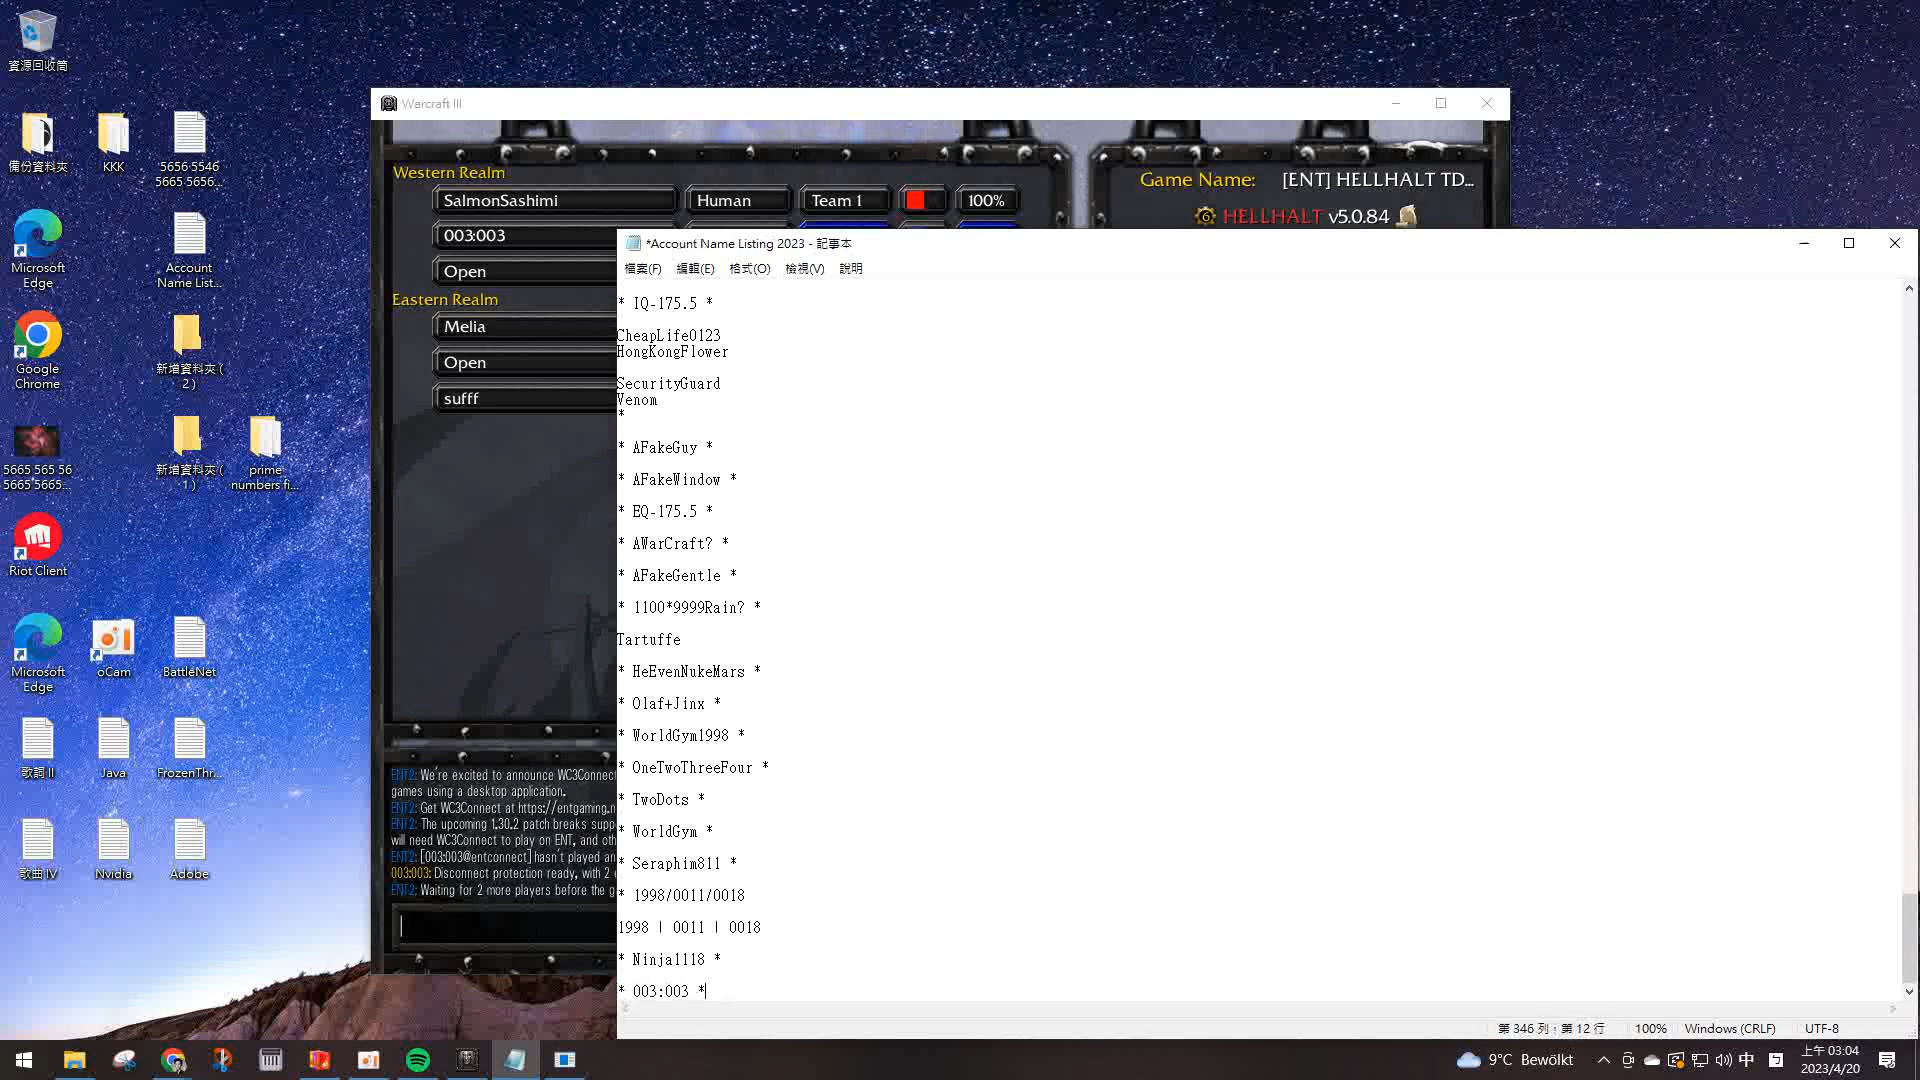 資源回收筒
備份資料夾
KKK
5656 5546
5665 5656...
Microsoft
Edge
Account
Name List...
Google
Chrome
新增資料夾 (
2 )
5665 565 56
5665 5665...
新增資料夾 (
1 )
prime
numbers fi...
Riot Client
Microsoft
Edge
oCam
BattleNet
歌詞 II
Java
FrozenThr...
歌曲 IV
Nvidia
Adobe
Warcraft III
Western Realm
SalmonSashimi
Human
Team 1
100%
003:003
Open
Eastern Realm
Melia
Open
sufff
Game Name:
[ENT] HELLHALT TD...
6 HELLHALT v5.0.84
ENT2: We're excited to announce WC3Connect
games using a desktop application.
ENT2: Get WC3Connect at https://entgaming.n
ENT2: The upcoming 1.30.2 patch breaks supp
will need WC3Connect to play on ENT, and oth
ENT2: [003:003@entconnect] hasn't played an
003:003: Disconnect protection ready, with 2
ENT2: Waiting for 2 more players before the g
*Account Name Listing 2023 - 記事本
檔案(F) 編輯(E) 格式(O) 檢視(V) 說明
* IQ-175.5 *
CheapLife0123
HongKongFlower
SecurityGuard
Venom
*
* AFakeGuy *
* AFakeWindow *
* EQ-175.5 *
* AWarCraft? *
* AFakeGentle *
* 1100*9999Rain? *
Tartuffe
* HeEvenNukeMars *
* Olaf+Jinx *
* WorldGym1998 *
* OneTwoThreeFour *
* TwoDots *
* WorldGym *
* Seraphim811 *
* 1998/0011/0018
1998 | 0011 | 0018
* Ninja1118 *
* 003:003 *
第 346 列，第 12 行
100%
Windows (CRLF)
UTF-8
9°C Bewölkt
中
上午 03:04
2023/4/20